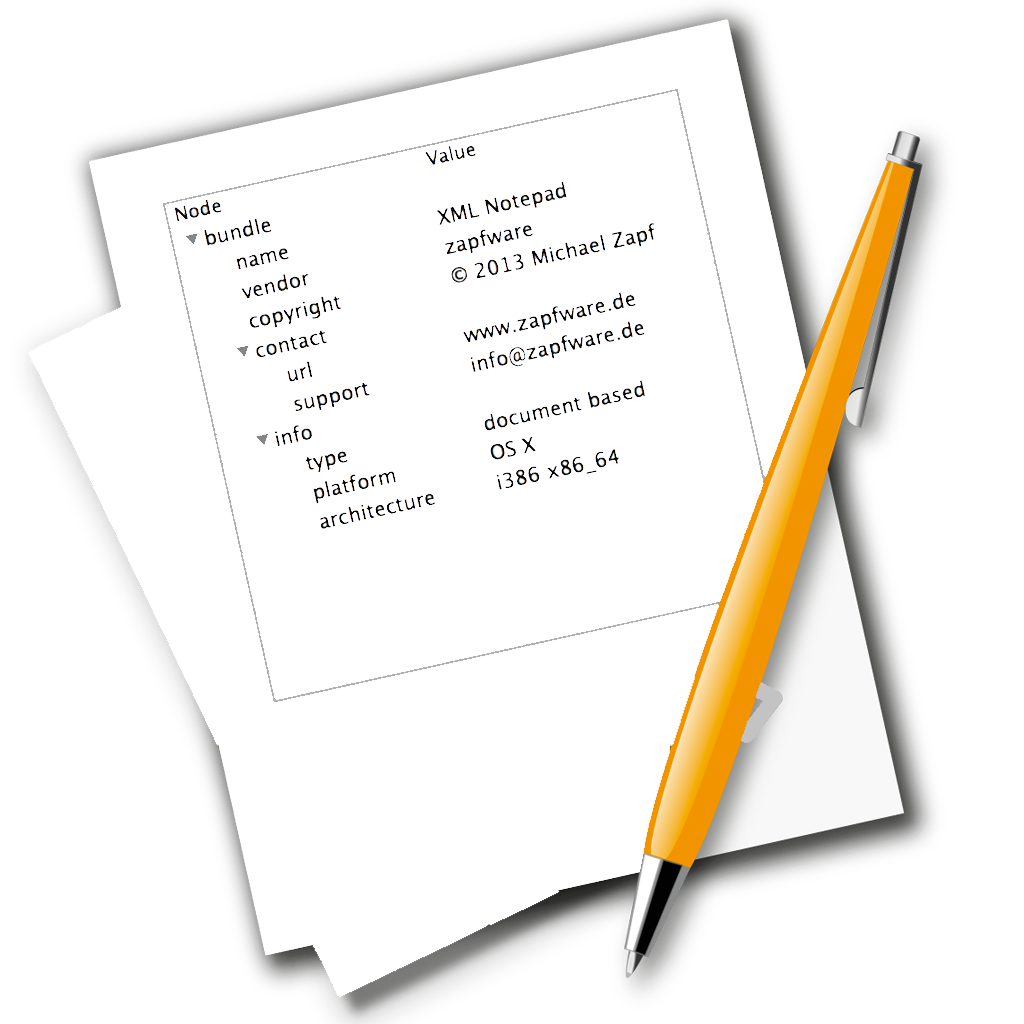 Node Value
bundle
name XML Notepad
vendor zapfware
copyright © 2013 Michael Zapf
contact
url www.zapfware.de
support info@zapfware.de
info
type document based
platform OS X
architecture i386 x86_64